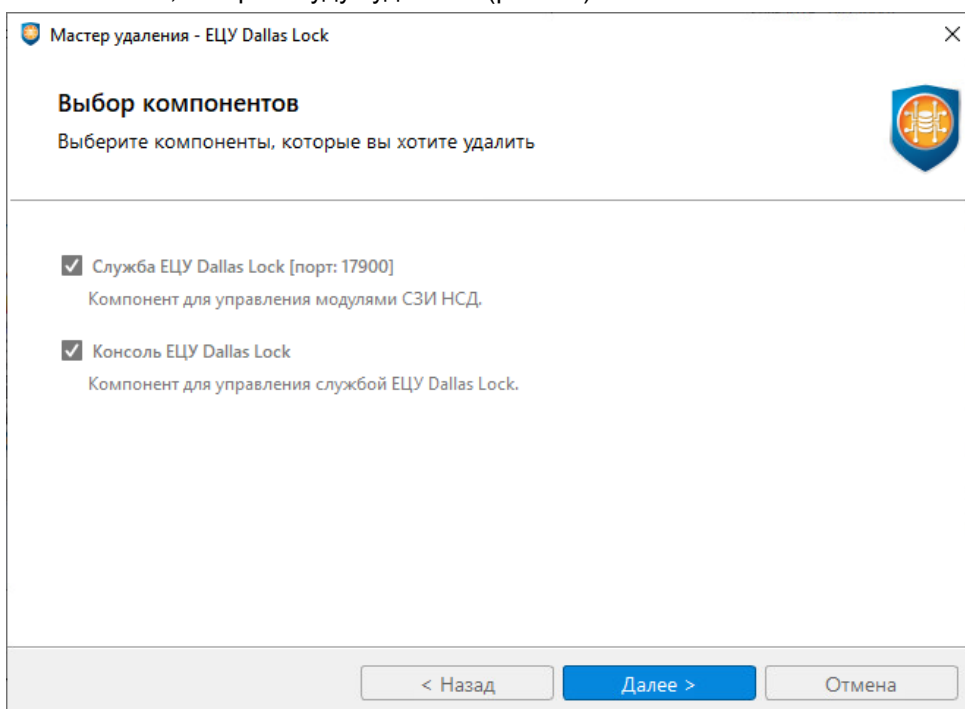 Мастер удаления - ЕЦУ Dallas Lock
Выбор компонентов
Выберите компоненты, которые вы хотите удалить
Служба ЕЦУ Dallas Lock [порт: 17900]
Компонент для управления модулями СЗИ НСД.
Консоль ЕЦУ Dallas Lock
Компонент для управления службой ЕЦУ Dallas Lock.
< Назад
Далее >
Отмена